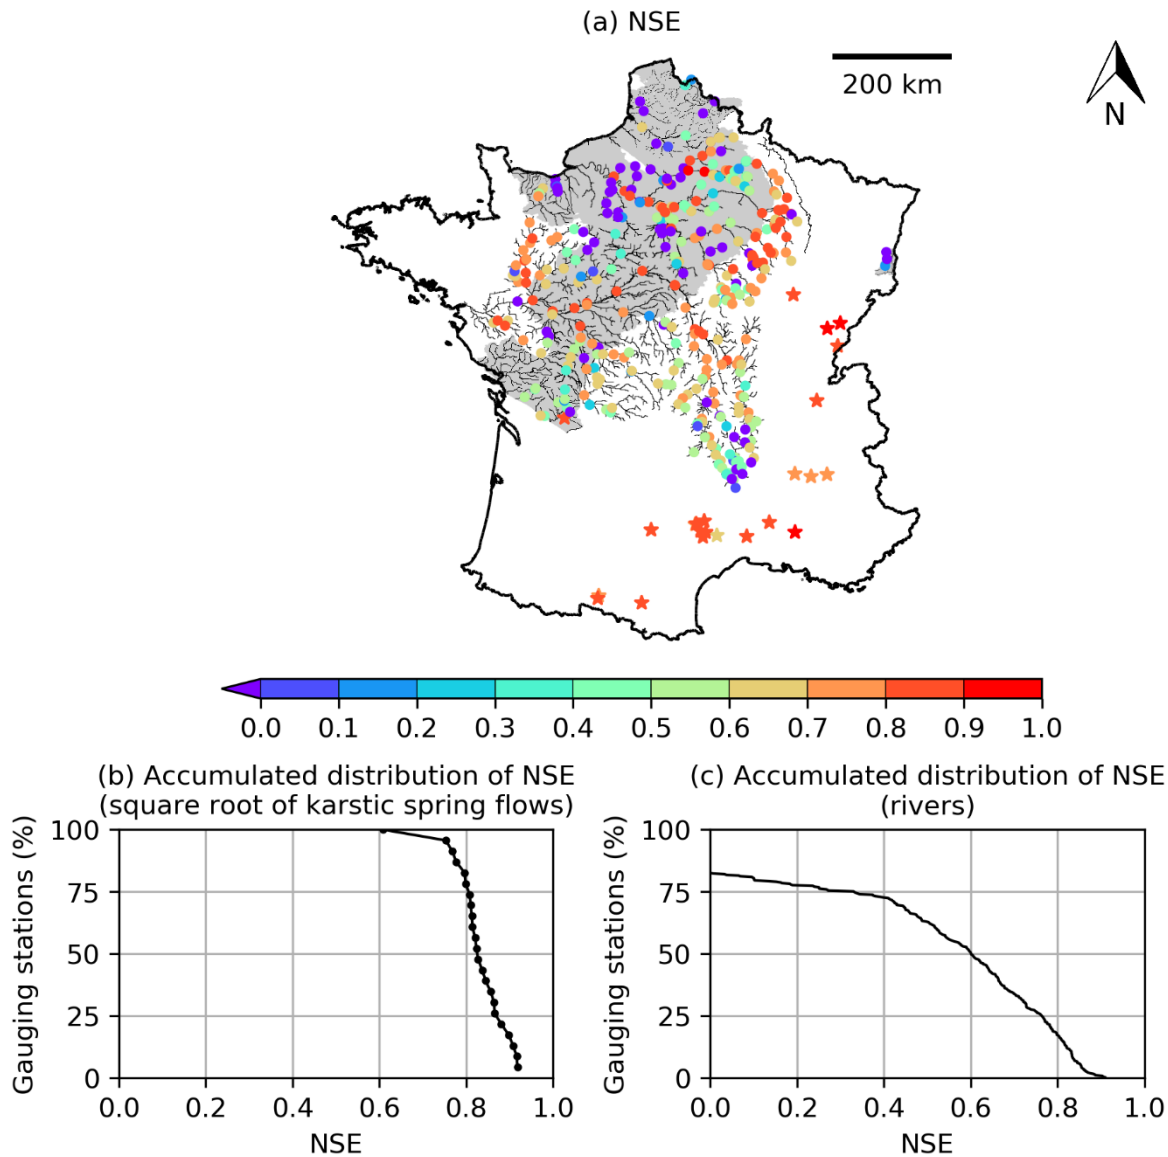 (a) NSE
200 km
N
0.0 0.1 0.2 0.3 0.4 0.5 0.6 0.7 0.8 0.9 1.0
(b) Accumulated distribution of NSE
(square root of karstic spring flows)
Gauging stations (%)
100
75
50
25
0
0.0 0.2 0.4 0.6 0.8 1.0
NSE
(c) Accumulated distribution of NSE
(rivers)
Gauging stations (%)
100
75
50
25
0
0.0 0.2 0.4 0.6 0.8 1.0
NSE